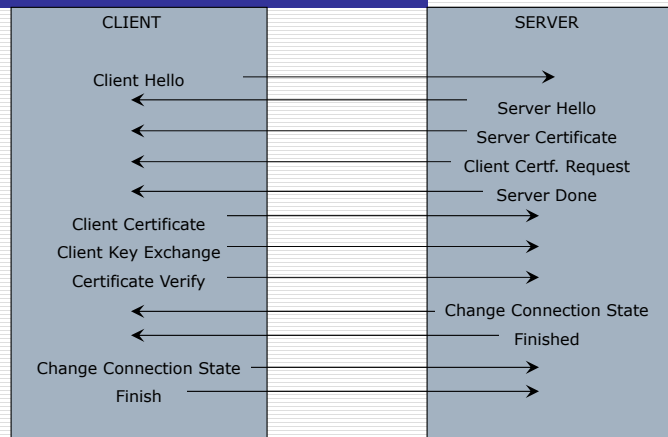 CLIENT
SERVER
Client Hello
Server Hello
Server Certificate
Client Certf. Request
Server Done
Client Certificate
Client Key Exchange
Certificate Verify
Change Connection State
Finished
Change Connection State
Finish